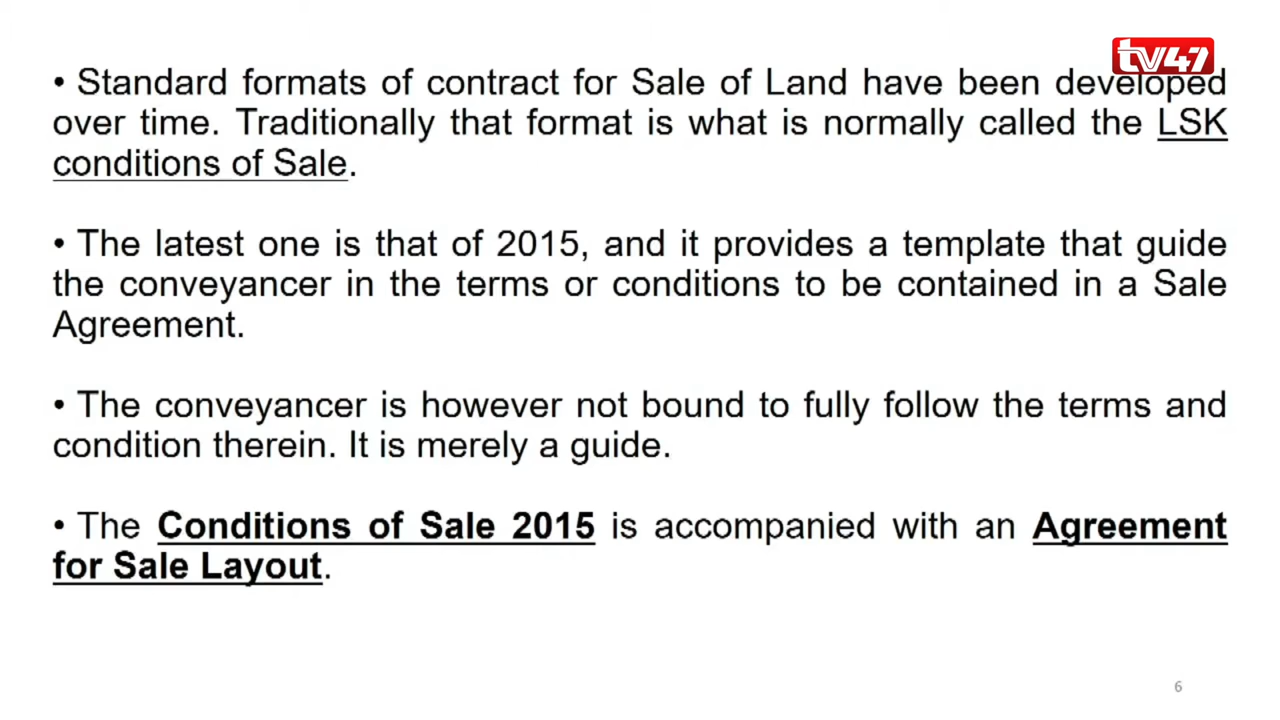 tv47
• Standard formats of contract for Sale of Land have been developed
over time. Traditionally that format is what is normally called the LSK
conditions of Sale.
• The latest one is that of 2015, and it provides a template that guide
the conveyancer in the terms or conditions to be contained in a Sale
Agreement.
• The conveyancer is however not bound to fully follow the terms and
condition therein. It is merely a guide.
• The Conditions of Sale 2015 is accompanied with an Agreement
for Sale Layout.
6